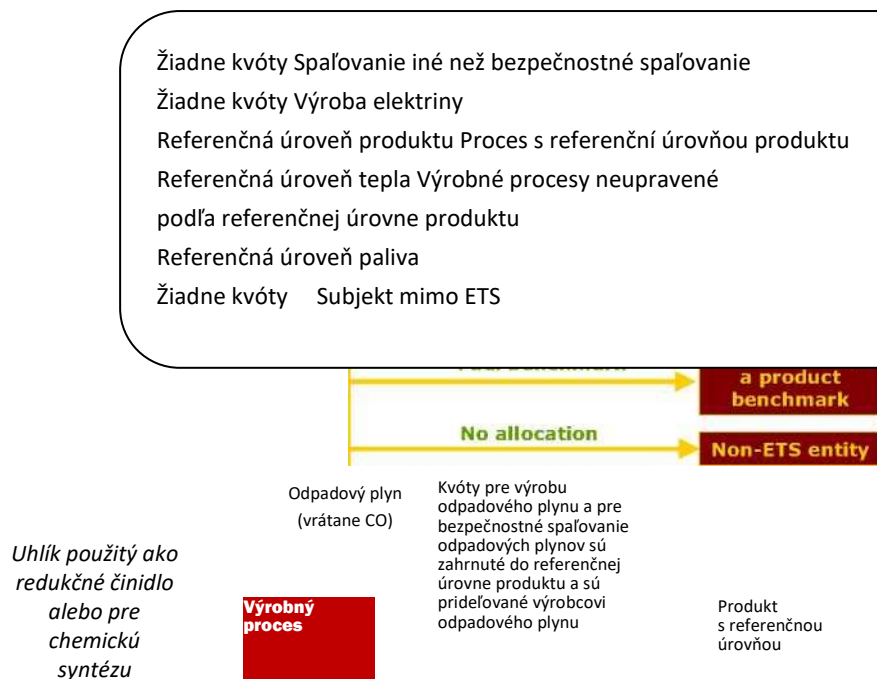 Žiadne kvóty Spaľovanie iné než bezpečnostné spaľovanie
Žiadne kvóty Výroba elektriny
Referenčná úroveň produktu Proces s referenční úrovňou produktu
Referenčná úroveň tepla Výrobné procesy neupravené
podľa referenčnej úrovne produktu
Referenčná úroveň paliva
Žiadne kvóty Subjekt mimo ETS
a product
benchmark
No allocation
Non-ETS entity
Odpadový plyn
(vrátane CO)
Kvóty pre výrobu
odpadového plynu a pre
bezpečnostné spaľovanie
odpadových plynov sú
zahrnuté do referenčnej
úrovne produktu a sú
prideľované výrobcovi
odpadového plynu
Uhlík použitý ako
redukčné činidlo
alebo pre
chemickú
syntézu
Výrobný
proces
Produkt
s referenčnou
úrovňou